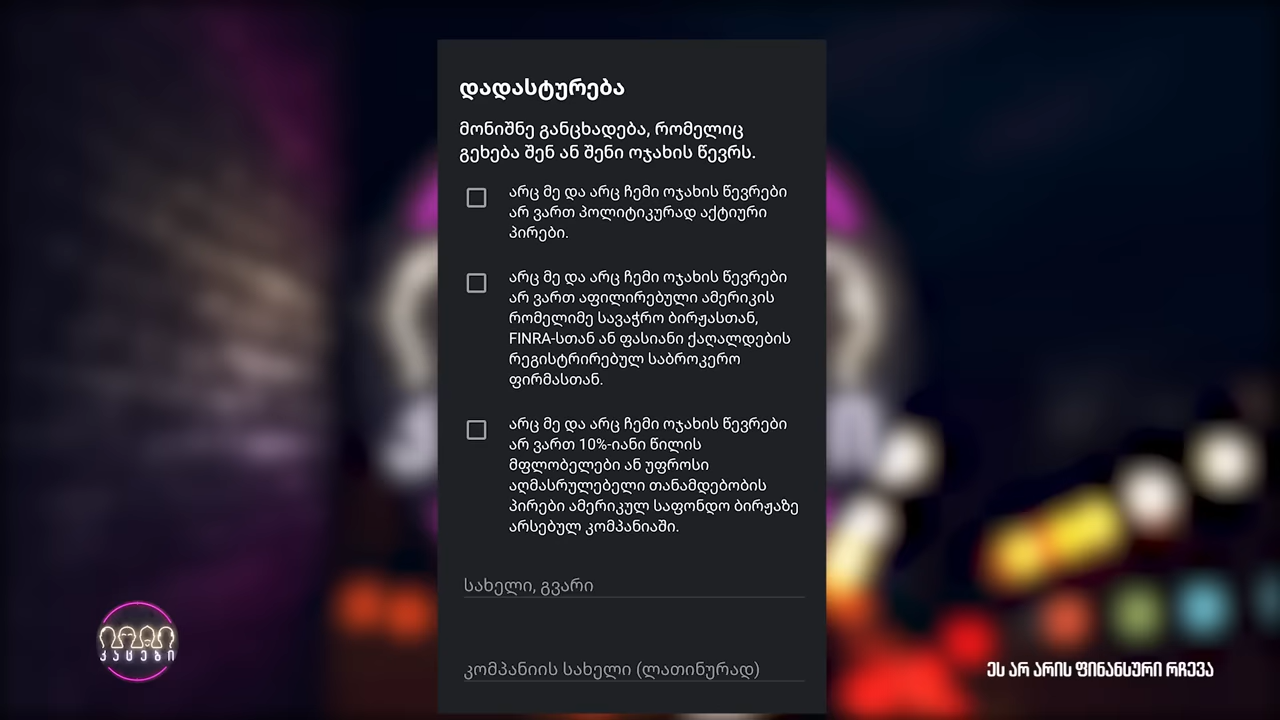 დადასტურება
მონიშნე განცხადება, რომელიც
გეხება შენ ან შენი ოჯახის წევრს.
არც მე და არც ჩემი ოჯახის წევრები
არ ვართ პოლიტიკურად აქტიური
პირები.
არც მე და არც ჩემი ოჯახის წევრები
არ ვართ აფილირებული ამერიკის
რომელიმე სავაჭრო ბირჟასთან,
FINRA-სთან ან ფასიანი ქაღალდების
რეგისტრირებულ საბროკერო
ფირმასთან.
არც მე და არც ჩემი ოჯახის წევრები
არ ვართ 10%-იანი წილის
მფლობელები ან უფროსი
აღმასრულებელი თანამდებობის
პირები ამერიკულ საფონდო ბირჟაზე
არსებულ კომპანიაში.
სახელი, გვარი
კომპანიის სახელი (ლათინურად)
კაცები
ეს არ არის ფინანსური რჩევა